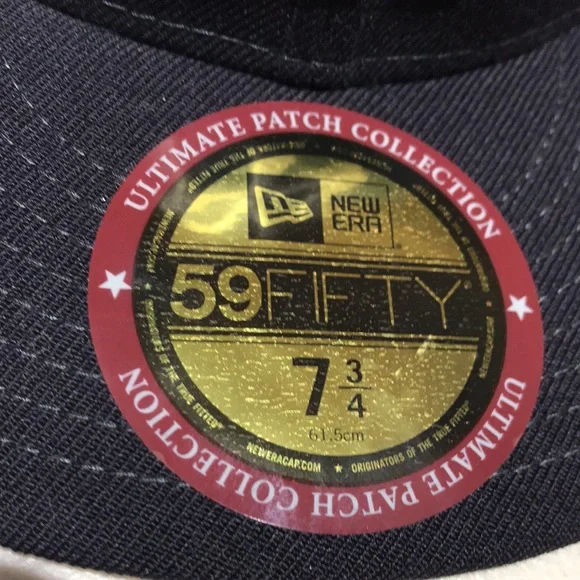 ULTIMATE PATCH COLLECTION
NEW ERA
59FIFTY
7 3/4
61.5cm
NEWERACAP.COM ★ ORIGINATORS OF THE TRUE FITTED
ULTIMATE PATCH COLLECTION